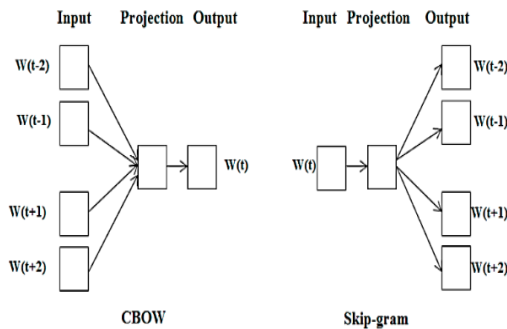 Input Projection Output Input Projection Output
W(t-2) W(t-2)
W(t-1) W(t-1)
W(t) W(t)
W(t+1) W(t+1)
W(t+2) W(t+2)
CBOW Skip-gram